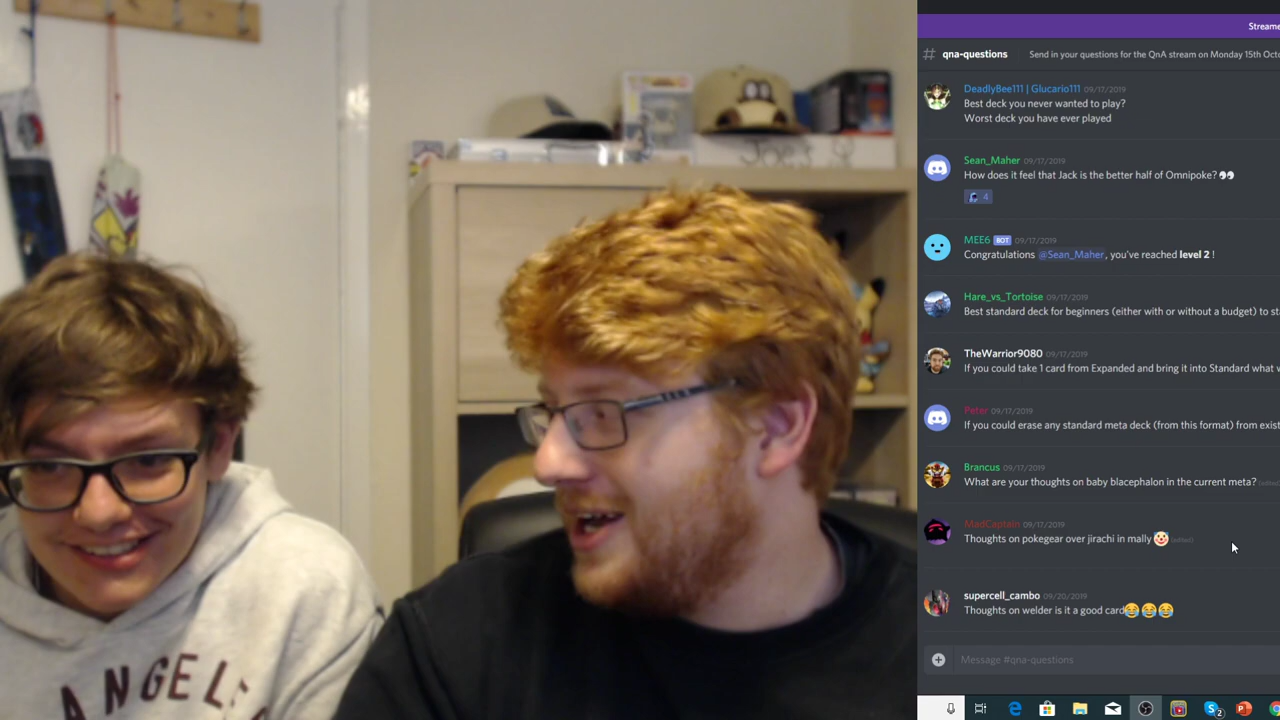 Streame
# qna-questions Send in your questions for the QnA stream on Monday 15th Octo
DeadlyBee111 | Glucario111 09/17/2019
Best deck you never wanted to play?
Worst deck you have ever played
Sean_Maher 09/17/2019
How does it feel that Jack is the better half of Omnipoke? 👀
4
MEE6 BOT 09/17/2019
Congratulations @Sean_Maher, you've reached level 2 !
Hare_vs_Tortoise 09/17/2019
Best standard deck for beginners (either with or without a budget) to sta
TheWarrior9080 09/17/2019
If you could take 1 card from Expanded and bring it into Standard what w
Peter 09/17/2019
If you could erase any standard meta deck (from this format) from exist
Brancus 09/17/2019
What are your thoughts on baby blacephalon in the current meta? (edited)
MadCaptain 09/17/2019
Thoughts on pokegear over jirachi in mally 🤡 (edited)
supercell_cambo 09/20/2019
Thoughts on welder is it a good card😂😂😂
Message #qna-questions
ANGELE
2